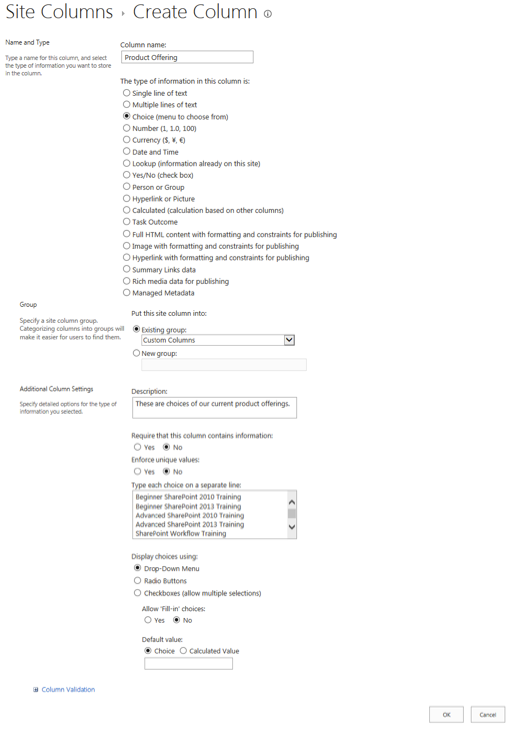 Site Columns › Create Column
Name and Type
Type a name for this column, and select
the type of information you want to store
in the column.
Column name:
Product Offering
The type of information in this column is:
Single line of text
Multiple lines of text
Choice (menu to choose from)
Number (1, 1.0, 100)
Currency ($, ¥, €)
Date and Time
Lookup (information already on this site)
Yes/No (check box)
Person or Group
Hyperlink or Picture
Calculated (calculation based on other columns)
Task Outcome
Full HTML content with formatting and constraints for publishing
Image with formatting and constraints for publishing
Hyperlink with formatting and constraints for publishing
Summary Links data
Rich media data for publishing
Managed Metadata
Group
Specify a site column group.
Categorizing columns into groups will
make it easier for users to find them.
Put this site column into:
Existing group:
Custom Columns
New group:
Additional Column Settings
Specify detailed options for the type of
information you selected.
Description:
These are choices of our current product offerings.
Require that this column contains information:
Yes No
Enforce unique values:
Yes No
Type each choice on a separate line:
Beginner SharePoint 2010 Training
Beginner SharePoint 2013 Training
Advanced SharePoint 2010 Training
Advanced SharePoint 2013 Training
SharePoint Workflow Training
Display choices using:
Drop-Down Menu
Radio Buttons
Checkboxes (allow multiple selections)
Allow 'Fill-in' choices:
Yes No
Default value:
Choice Calculated Value
Column Validation
OK Cancel